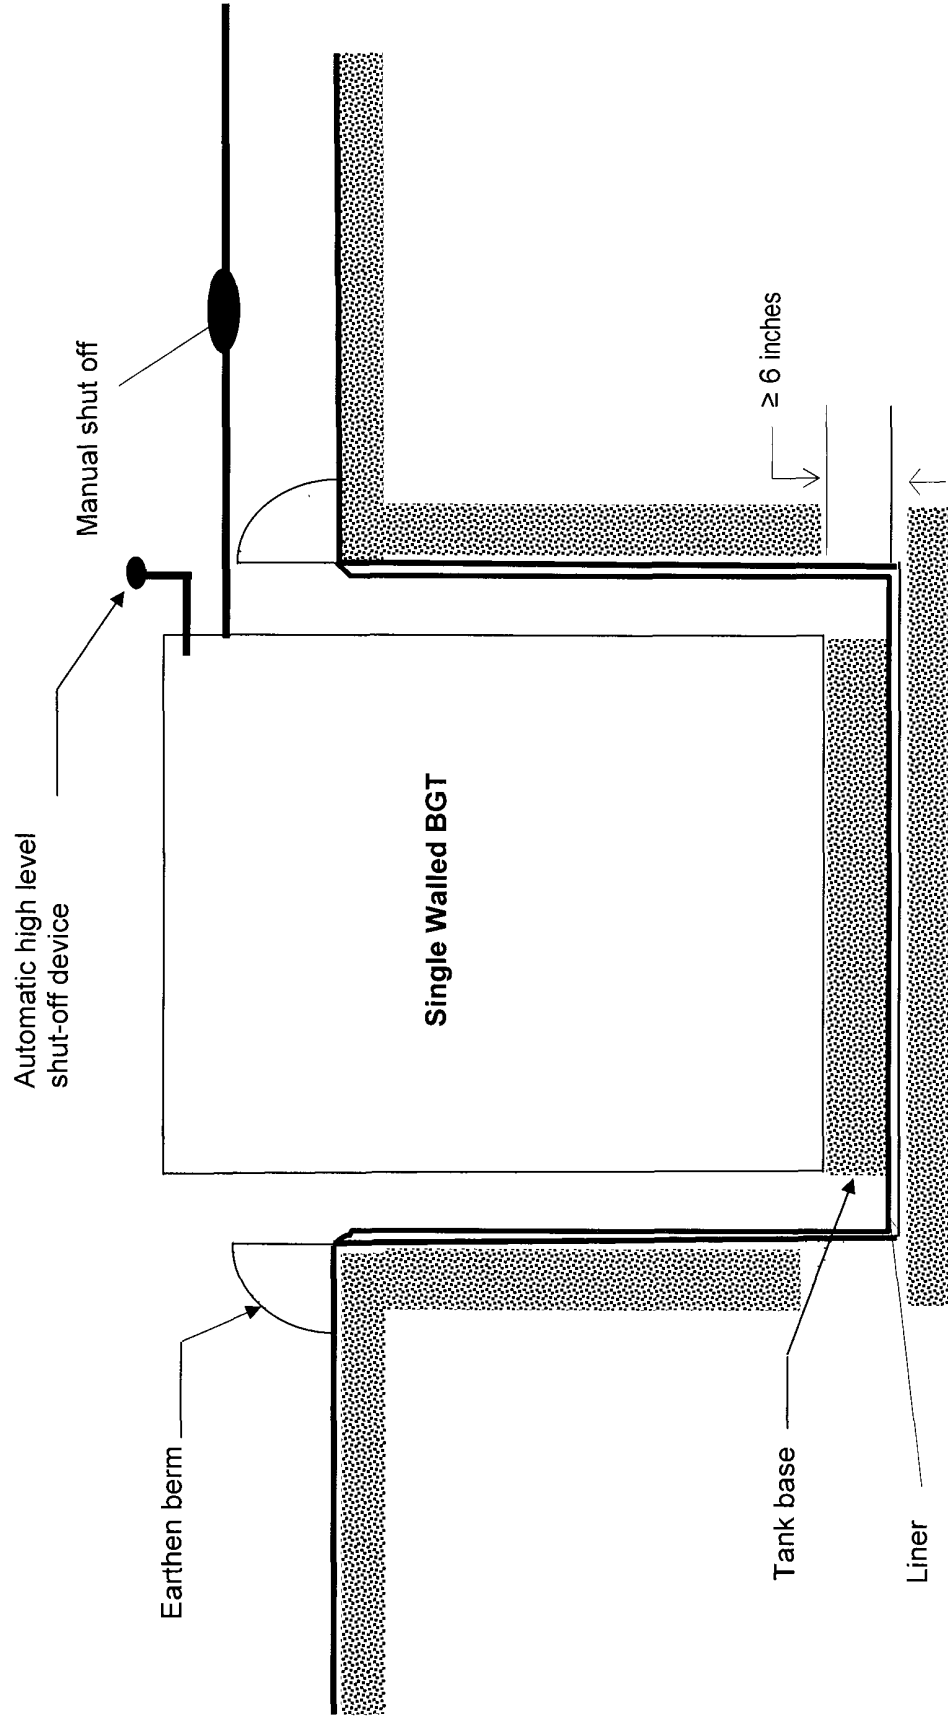 Automatic high level
shut-off device
Manual shut off
Earthen berm
Single Walled BGT
≥ 6 inches
Tank base
Liner